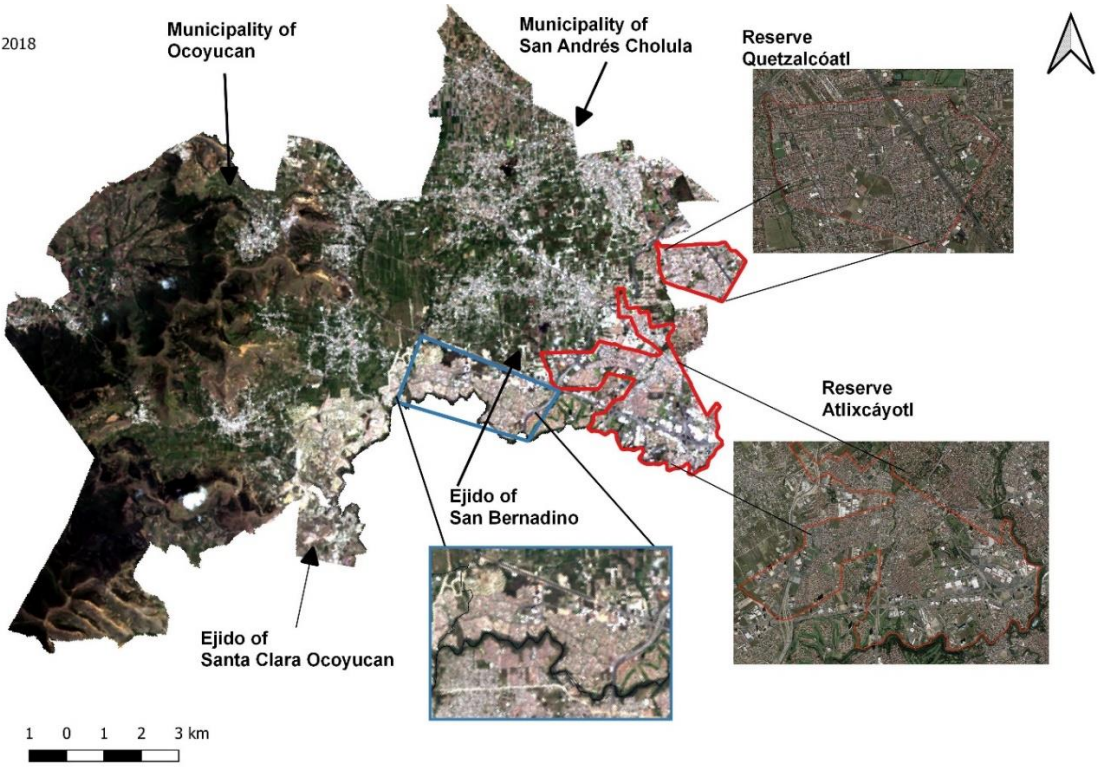 2018
Municipality of
Ocoyucan
Municipality of
San Andrés Cholula
Reserve
Quetzalcóatl
Reserve
Atlixcáyotl
Ejido of
San Bernadino
Ejido of
Santa Clara Ocoyucan
1 0 1 2 3 km